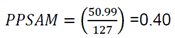 PPSAM = (50.99/127) =0.40